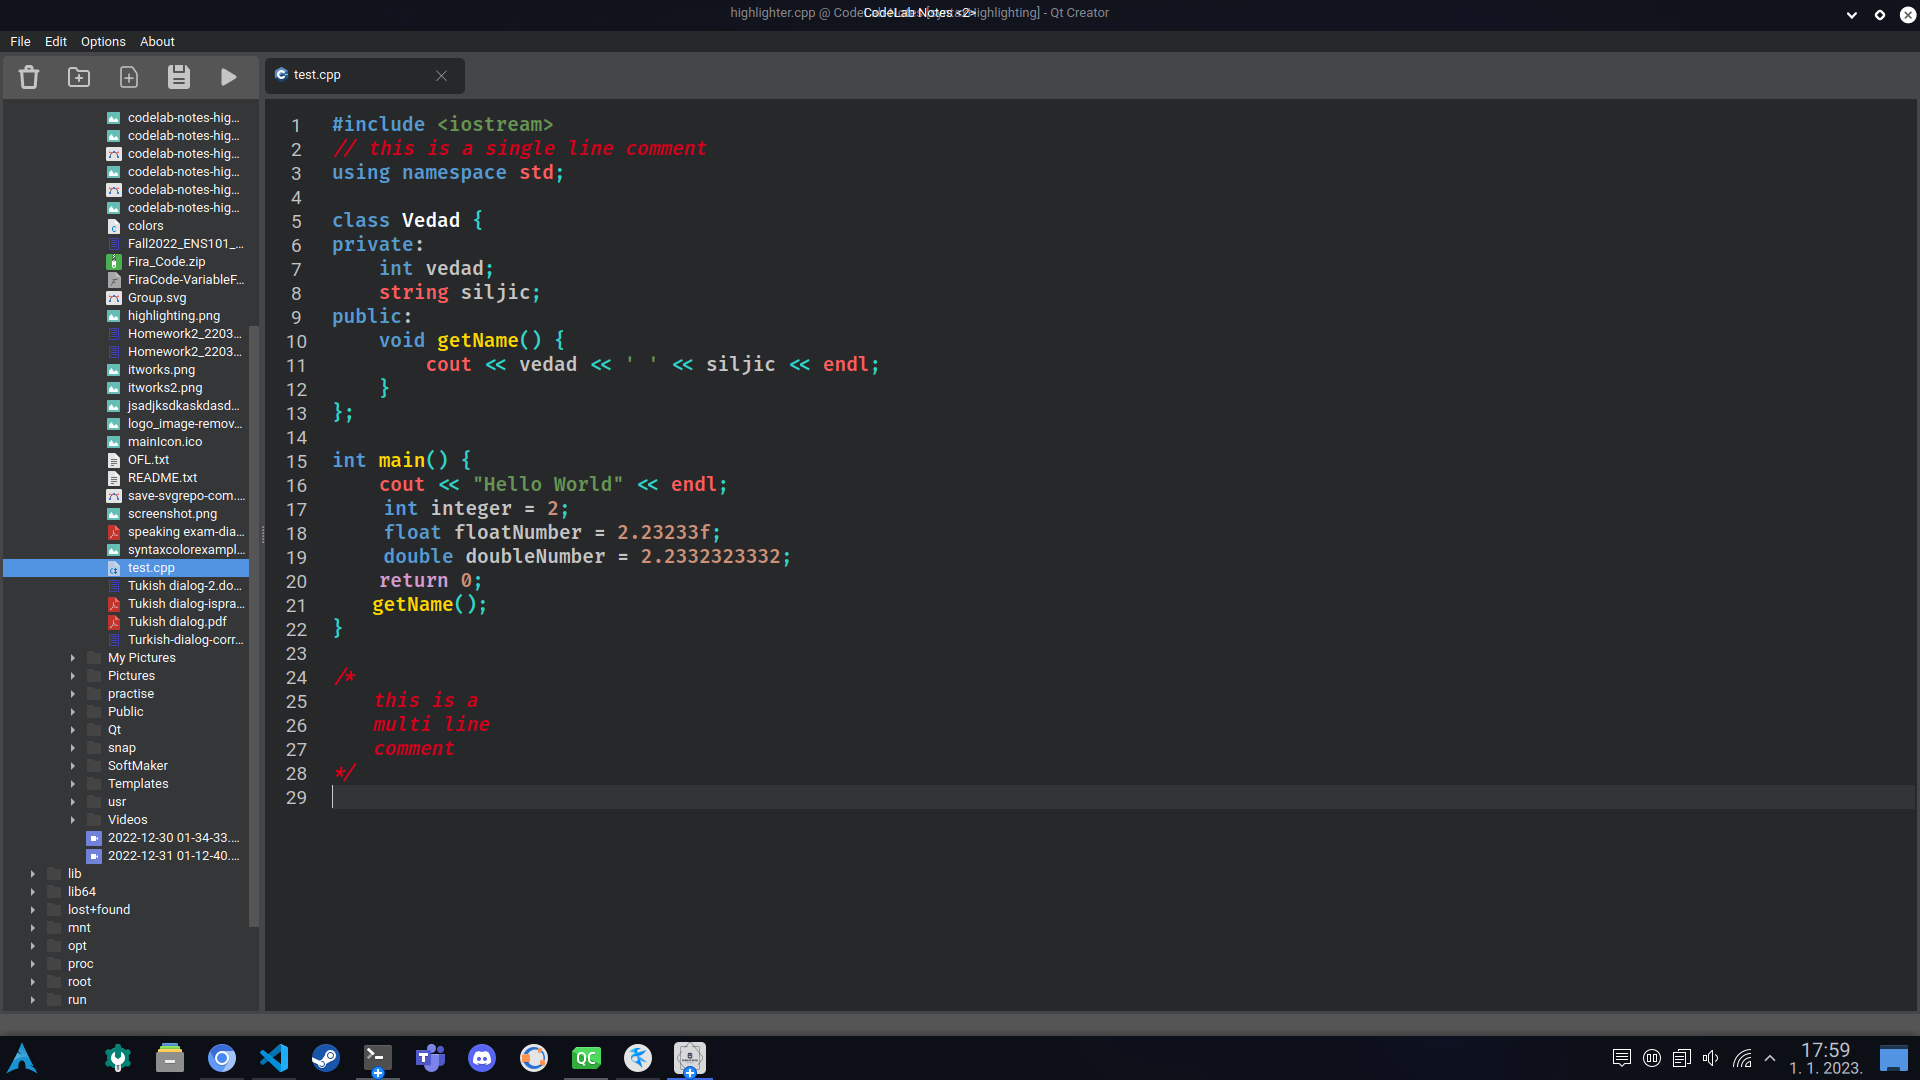 highlighter.cpp @ Code
CodeLab Notes <2>
ighlighting] - Qt Creator
File Edit Options About
test.cpp
codelab-notes-hig...
codelab-notes-hig...
codelab-notes-hig...
codelab-notes-hig...
codelab-notes-hig...
codelab-notes-hig...
colors
Fall2022_ENS101_...
Fira_Code.zip
FiraCode-VariableF...
Group.svg
highlighting.png
Homework2_2203...
Homework2_2203...
itworks.png
itworks2.png
jsadjksdkaskdasd...
logo_image-remov...
mainIcon.ico
OFL.txt
README.txt
save-svgrepo-com....
screenshot.png
speaking exam-dia...
syntaxcolorexampl...
test.cpp
Tukish dialog-2.do...
Tukish dialog-ispra...
Tukish dialog.pdf
Turkish-dialog-corr...
My Pictures
Pictures
practise
Public
Qt
snap
SoftMaker
Templates
usr
Videos
2022-12-30 01-34-33....
2022-12-31 01-12-40....
lib
lib64
lost+found
mnt
opt
proc
root
run
1 #include <iostream>
2 // this is a single line comment
3 using namespace std;
4
5 class Vedad {
6 private:
7 int vedad;
8 string siljic;
9 public:
10 void getName() {
11 cout << vedad << ' ' << siljic << endl;
12 }
13 };
14
15 int main() {
16 cout << "Hello World" << endl;
17 int integer = 2;
18 float floatNumber = 2.23233f;
19 double doubleNumber = 2.2332323332;
20 return 0;
21 getName();
22 }
23
24 /*
25 this is a
26 multi line
27 comment
28 */
29
QC
17:59
1. 1. 2023.